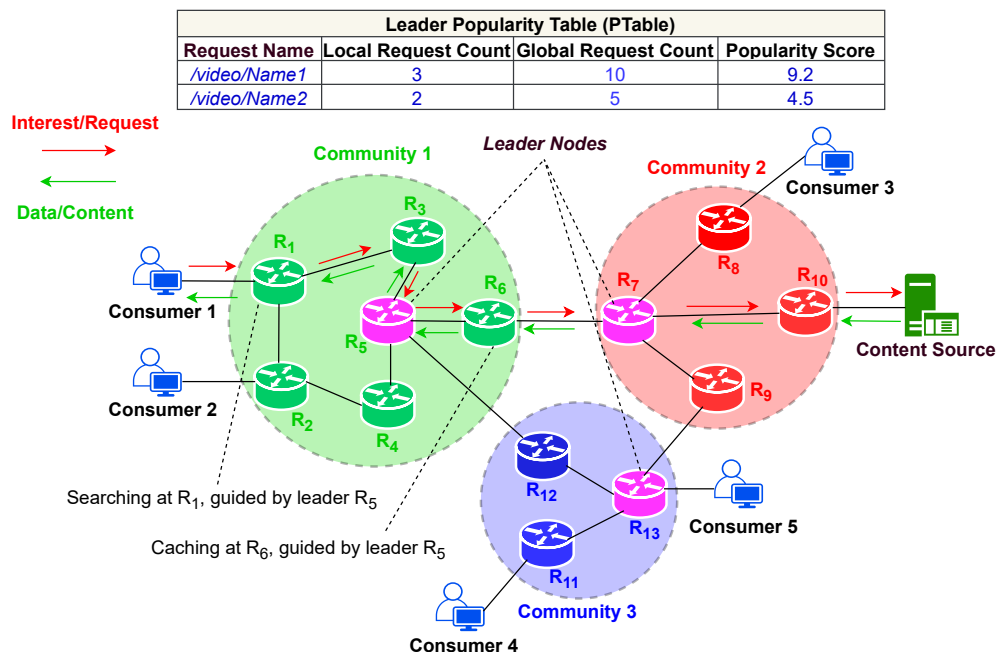 Leader Popularity Table (PTable)
Request Name Local Request Count Global Request Count Popularity Score
/video/Name1 3 10 9.2
/video/Name2 2 5 4.5
Interest/Request
Data/Content
Community 1
Leader Nodes
Community 2
Consumer 3
R3
R1
R8
R6
R7
R10
Consumer 1
R5
Content Source
Consumer 2
R2
R4
R9
Searching at R1, guided by leader R5
R12
R13
Consumer 5
Caching at R6, guided by leader R5
R11
Community 3
Consumer 4